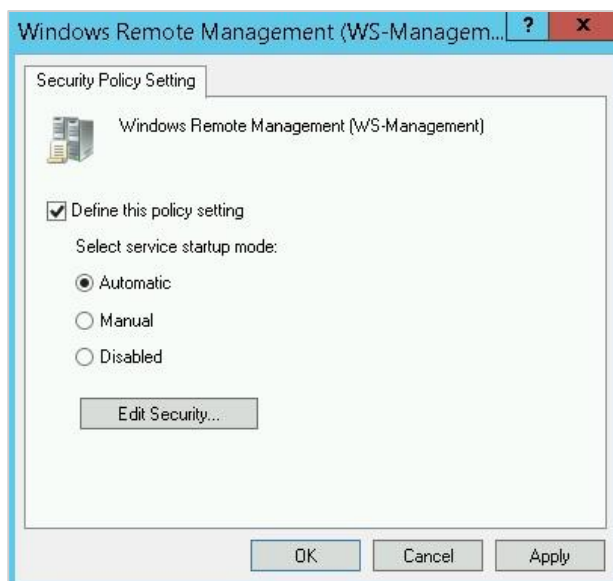 Windows Remote Management (WS-Managem...
?
x
Security Policy Setting
Windows Remote Management (WS-Management)
Define this policy setting
Select service startup mode:
Automatic
Manual
Disabled
Edit Security...
OK Cancel Apply